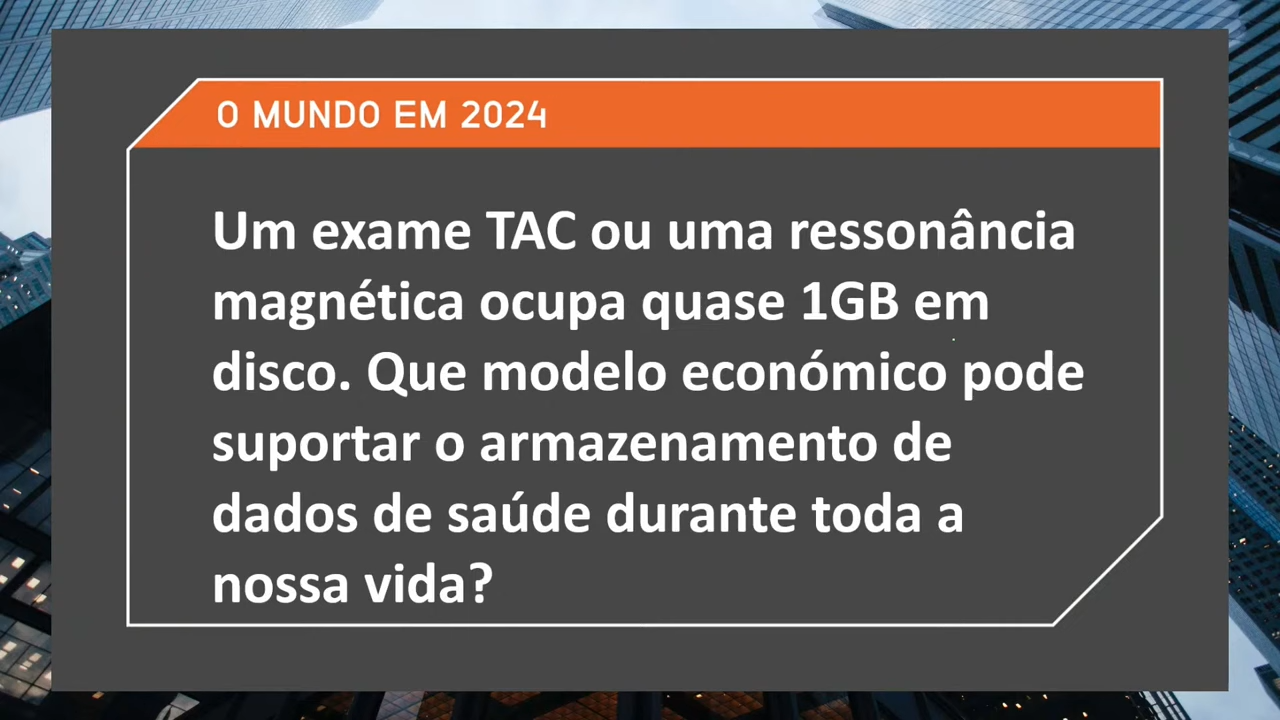 O MUNDO EM 2024
Um exame TAC ou uma ressonância
magnética ocupa quase 1GB em
disco. Que modelo económico pode
suportar o armazenamento de
dados de saúde durante toda a
nossa vida?